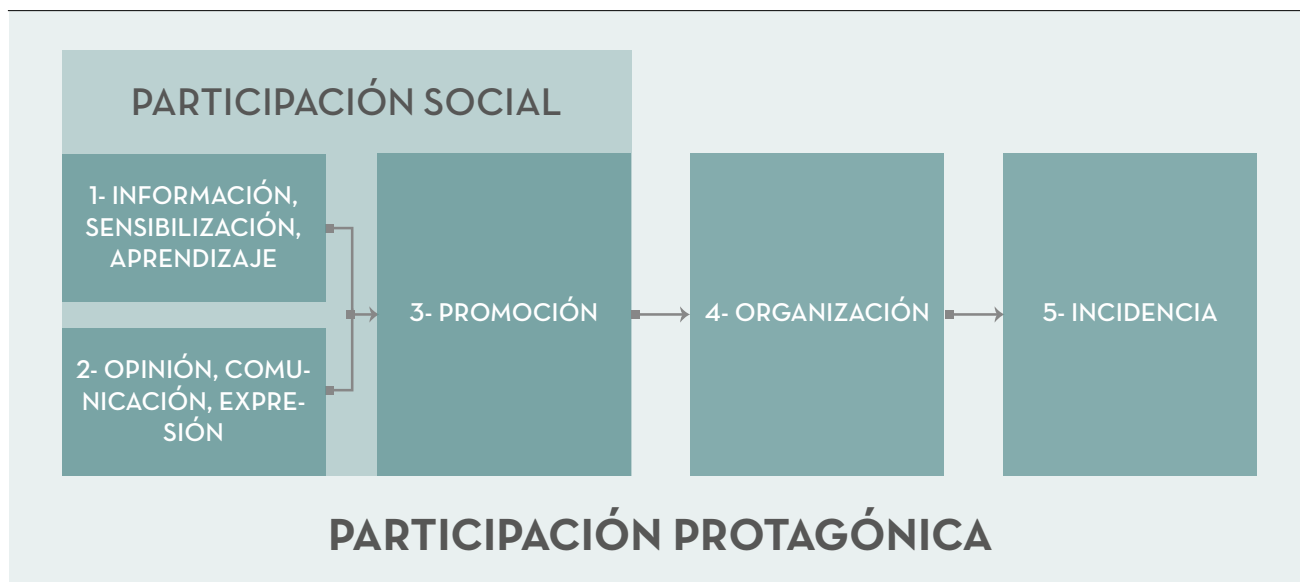 PARTICIPACIÓN SOCIAL
1- INFORMACIÓN,
SENSIBILIZACIÓN,
APRENDIZAJE
2- OPINIÓN, COMU-
NICACIÓN, EXPRE-
SIÓN
3- PROMOCIÓN
4- ORGANIZACIÓN
5- INCIDENCIA
PARTICIPACIÓN PROTAGÓNICA